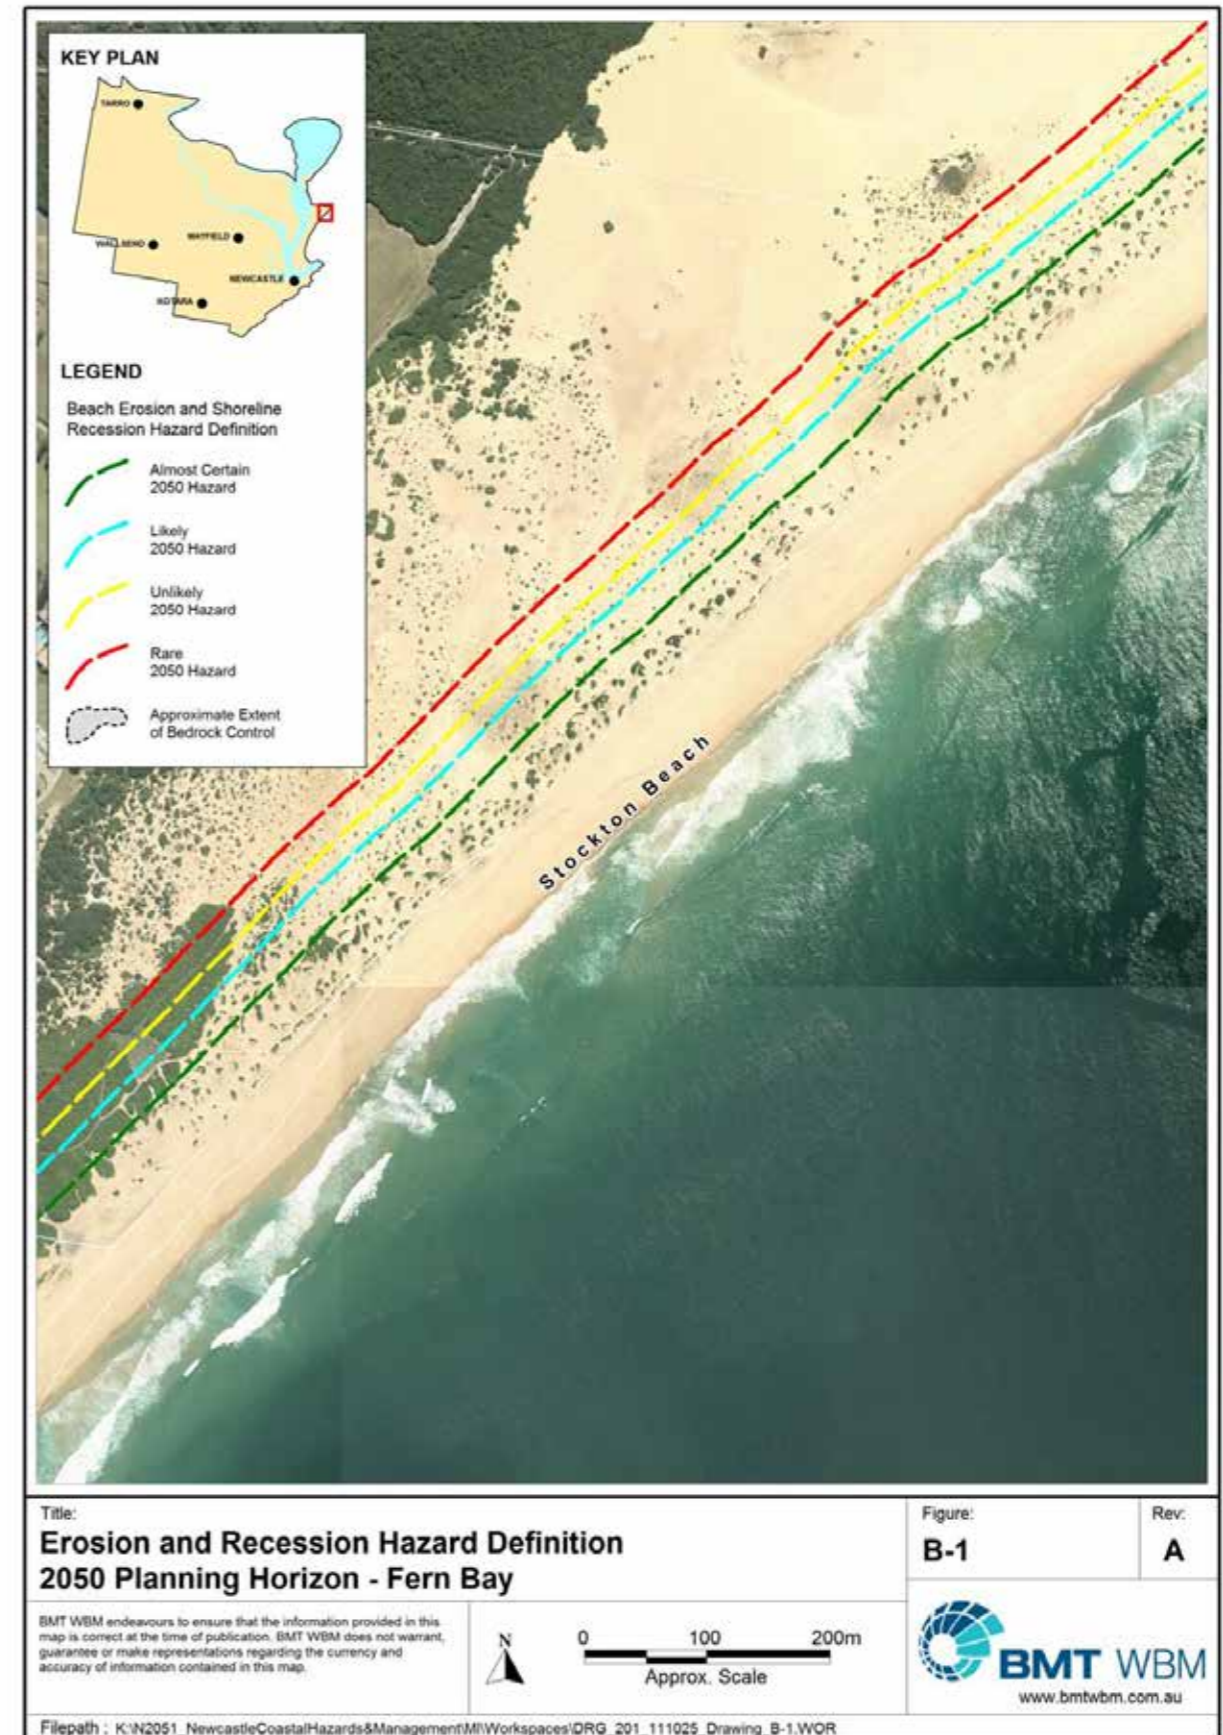 KEY PLAN
TARRO
WALLSEND
MAYFIELD
NEWCASTLE
KOTARA
LEGEND
Beach Erosion and Shoreline
Recession Hazard Definition
Almost Certain
2050 Hazard
Likely
2050 Hazard
Unlikely
2050 Hazard
Rare
2050 Hazard
Approximate Extent
of Bedrock Control
Stockton Beach
Title:
Erosion and Recession Hazard Definition
2050 Planning Horizon - Fern Bay
Figure:
B-1
Rev:
A
BMT WBM endeavours to ensure that the information provided in this
map is correct at the time of publication. BMT WBM does not warrant,
guarantee or make representations regarding the currency and
accuracy of information contained in this map.
N
0 100 200m
Approx. Scale
BMT WBM
www.bmtwbm.com.au
Filepath : K:\N2051_NewcastleCoastalHazards&Management\MI\Workspaces\DRG_201_111025_Drawing_B-1.WOR